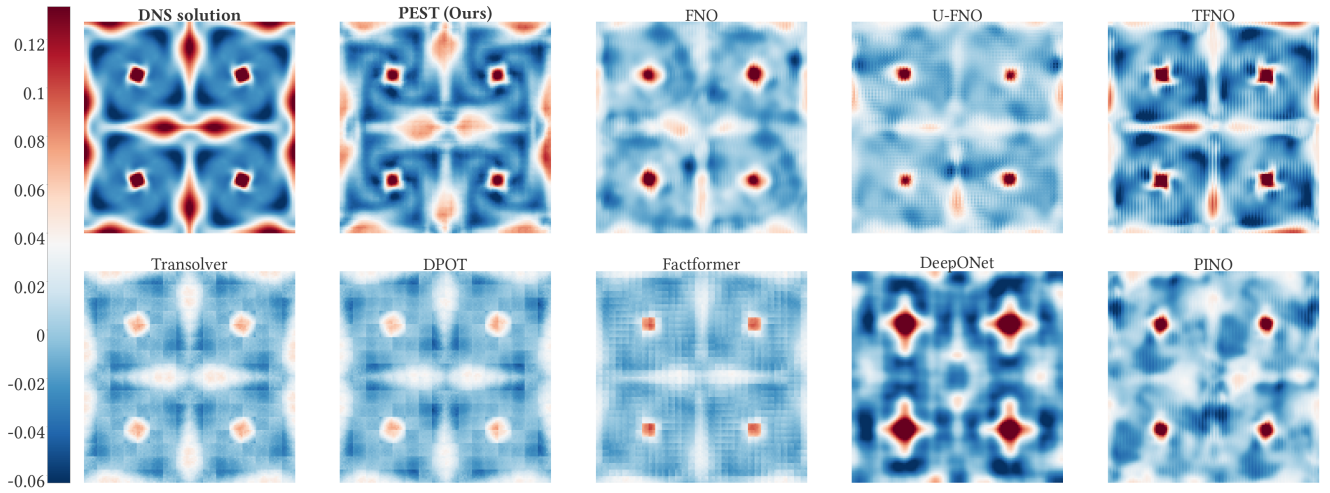 DNS solution
PEST (Ours)
FNO
U-FNO
TFNO
0.12
0.1
0.08
0.06
0.04
0.02
0
-0.02
-0.04
-0.06
Transolver
DPOT
Factformer
DeepONet
PINO